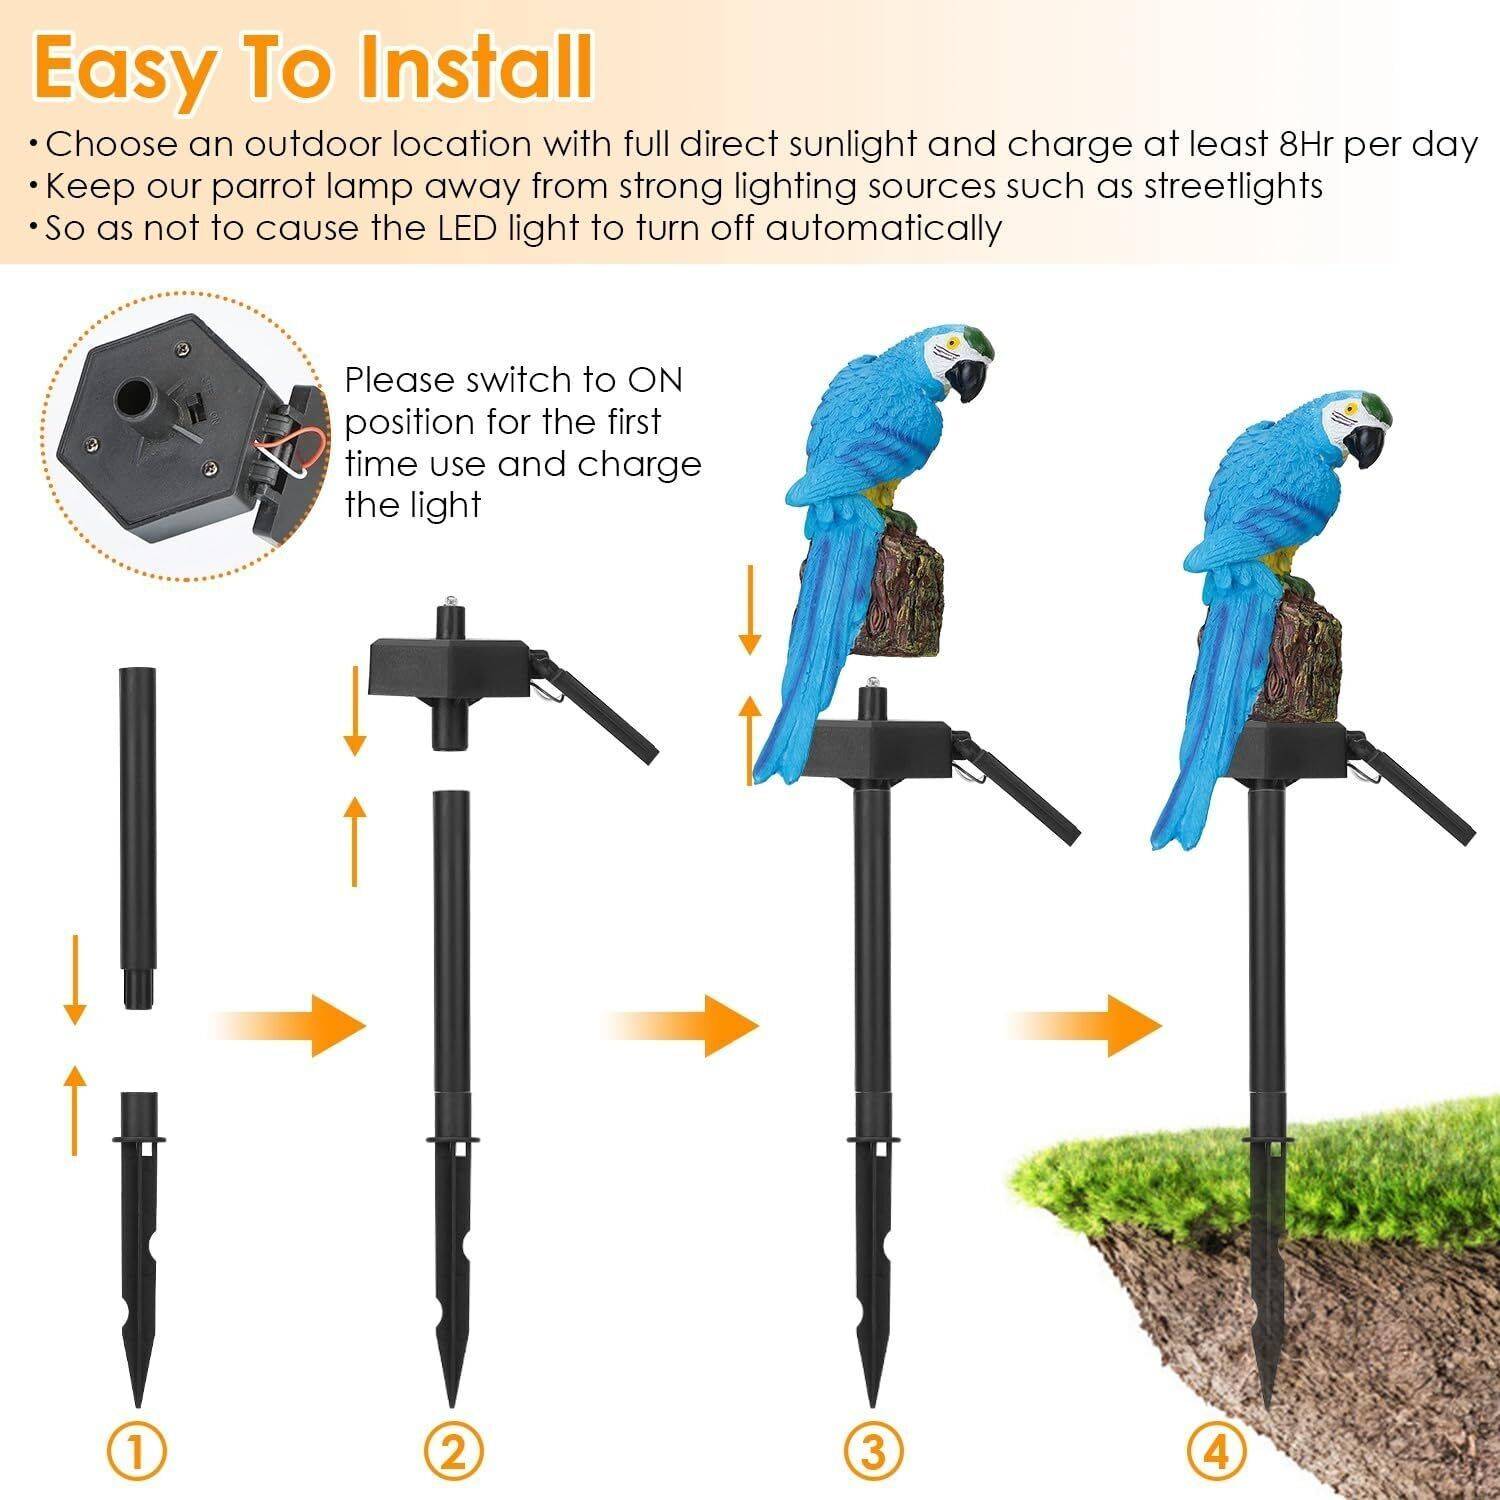 Easy To Install
• Choose an outdoor location with full direct sunlight and charge at least 8Hr per day
• Keep our parrot lamp away from strong lighting sources such as streetlights
• So as not to cause the LED light to turn off automatically
Please switch to ON
position for the first
time use and charge
the light
ON
1
2
3
4